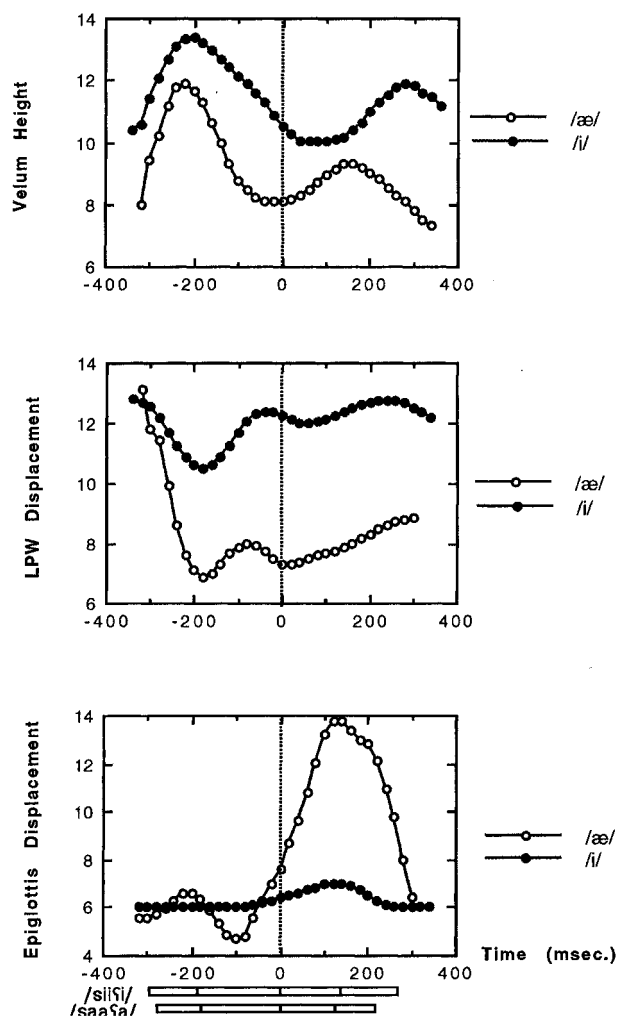 Velum Height
14
12
10
8
6
-400 -200 0 200 400
/æ/
/i/
LPW Displacement
14
12
10
8
6
-400 -200 0 200 400
/æ/
/i/
Epiglottis Displacement
14
12
10
8
6
4
-400 -200 0 200 400
/æ/
/i/
Time (msec.)
/siiʕi/
/saaʕa/